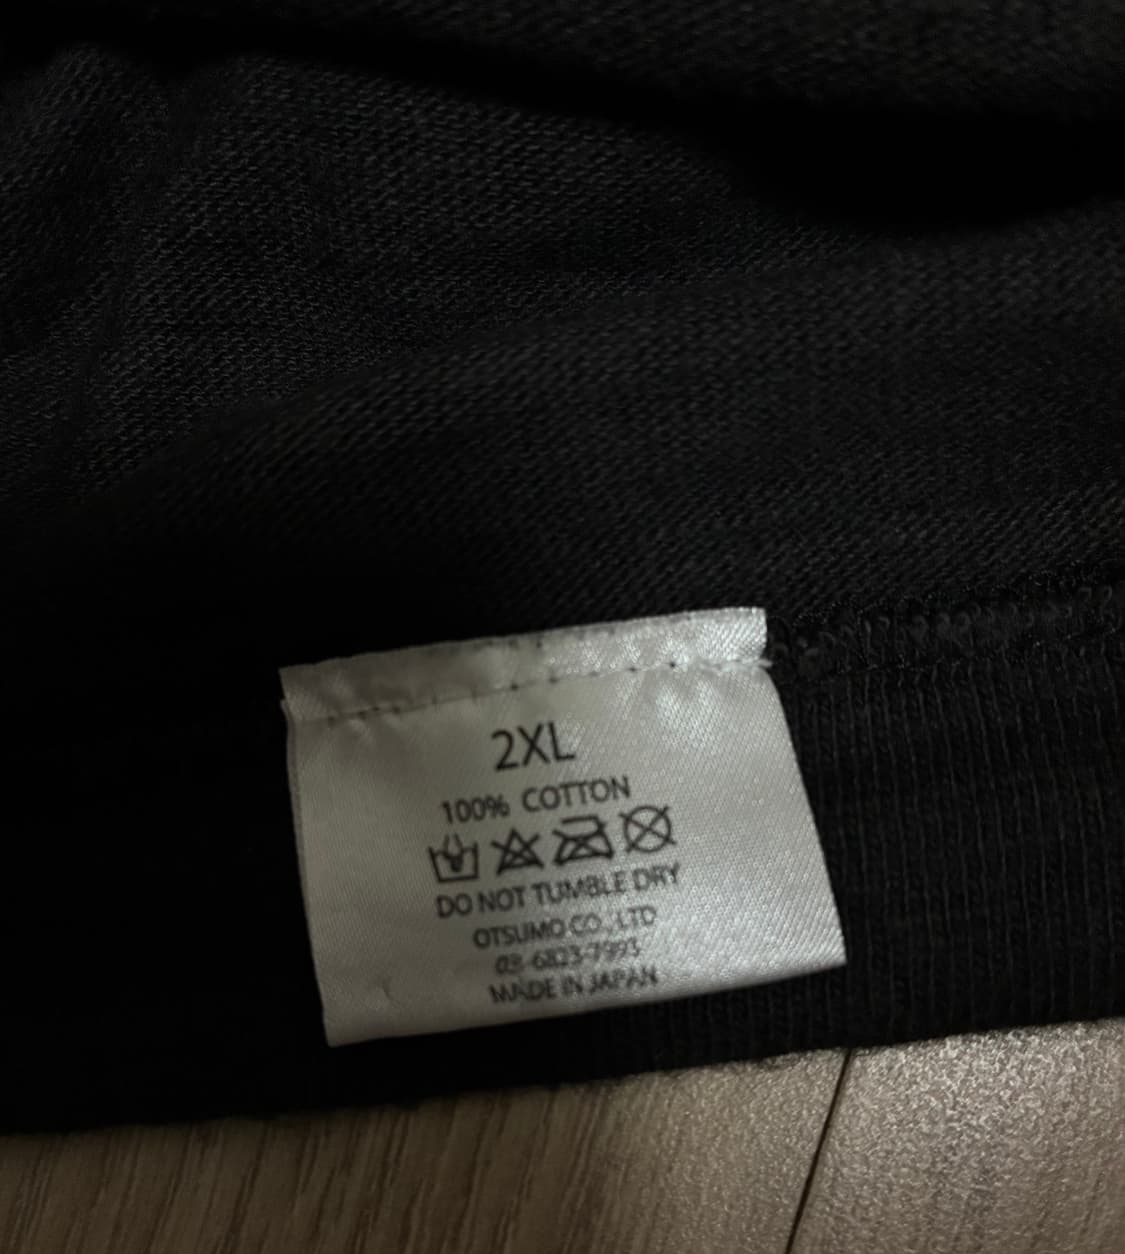 2XL
100% COTTON
DO NOT TUMBLE DRY
OTSUMO CO., LTD
03-6823-7993
MADE IN JAPAN